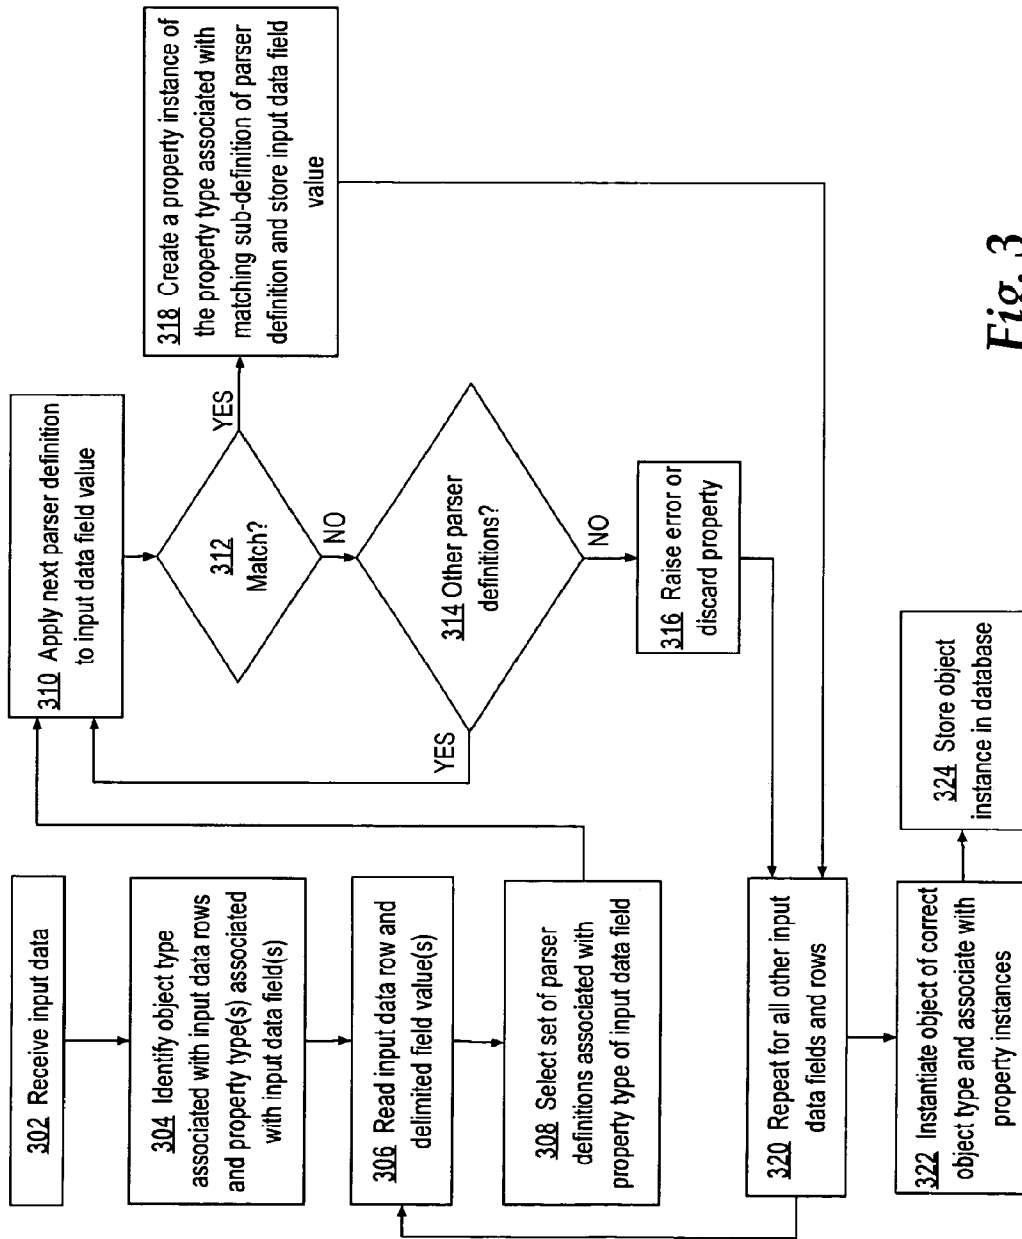 302 Receive input data
304 Identify object type
associated with input data rows
and property type(s) associated
with input data field(s)
306 Read input data row and
delimited field value(s)
308 Select set of parser
definitions associated with
property type of input data field
310 Apply next parser definition
to input data field value
312
Match?
YES
NO
318 Create a property instance of
the property type associated with
matching sub-definition of parser
definition and store input data field
value
314 Other parser
definitions?
YES
NO
316 Raise error or
discard property
320 Repeat for all other input
data fields and rows
322 Instantiate object of correct
object type and associate with
property instances
324 Store object
instance in database
Fig. 3